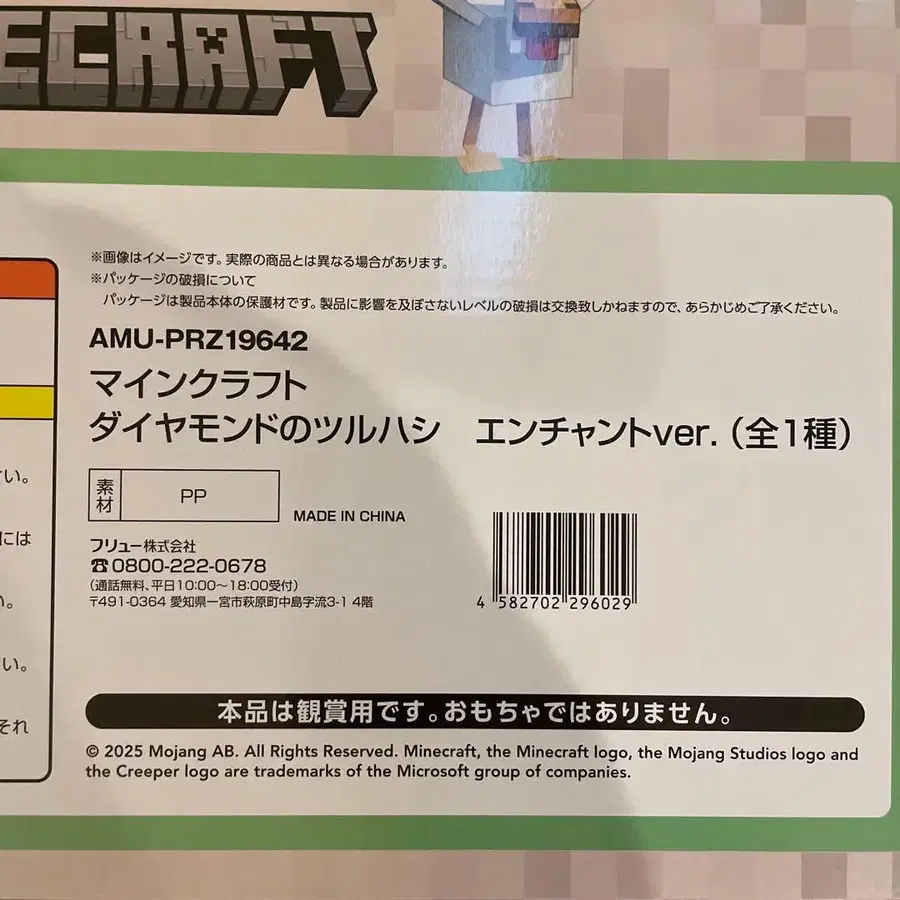 ECRAFT
※画像はイメージです。実際の商品とは異なる場合があります。
※パッケージの破損について
パッケージは製品本体の保護材です。製品に影響を及ぼさないレベルの破損は交換致しかねますので、あらかじめご了承ください。
AMU-PRZ19642
マインクラフト
ダイヤモンドのツルハシ エンチャントver.（全1種）
素材 PP
MADE IN CHINA
フリュー株式会社
☎0800-222-0678
（通話無料、平日10:00～18:00受付）
〒491-0364 愛知県一宮市萩原町中島字流3-1 4階
4 582702 296029
い。
には
い。
それ
本品は観賞用です。おもちゃではありません。
© 2025 Mojang AB. All Rights Reserved. Minecraft, the Minecraft logo, the Mojang Studios logo and
the Creeper logo are trademarks of the Microsoft group of companies.